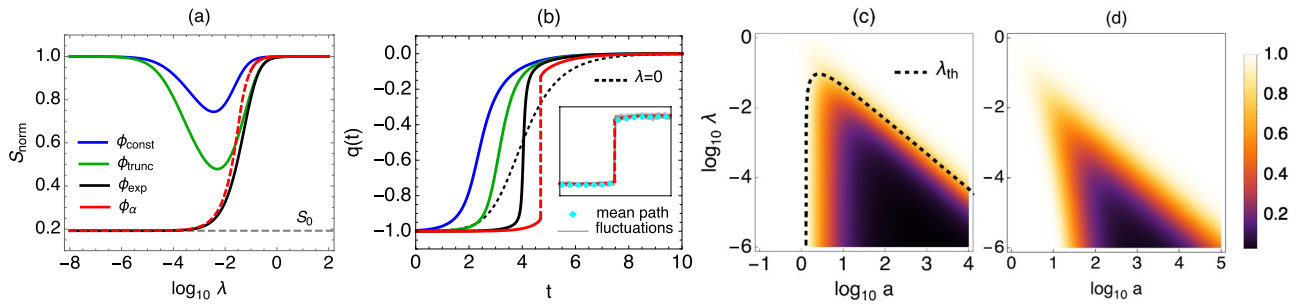 (a)
S_norm
1.0
0.8
0.6
0.4
0.2
ϕ_const
ϕ_trunc
ϕ_exp
ϕ_α
S_0
-8 -6 -4 -2 0 2
log_10 λ
(b)
q(t)
0.0
-0.2
-0.4
-0.6
-0.8
-1.0
λ=0
mean path
fluctuations
0 2 4 6 8 10
t
(c)
log_10 λ
0
-2
-4
-6
λ_th
-1 0 1 2 3 4
log_10 a
(d)
0
-2
-4
-6
0 1 2 3 4 5
log_10 a
1.0
0.8
0.6
0.4
0.2